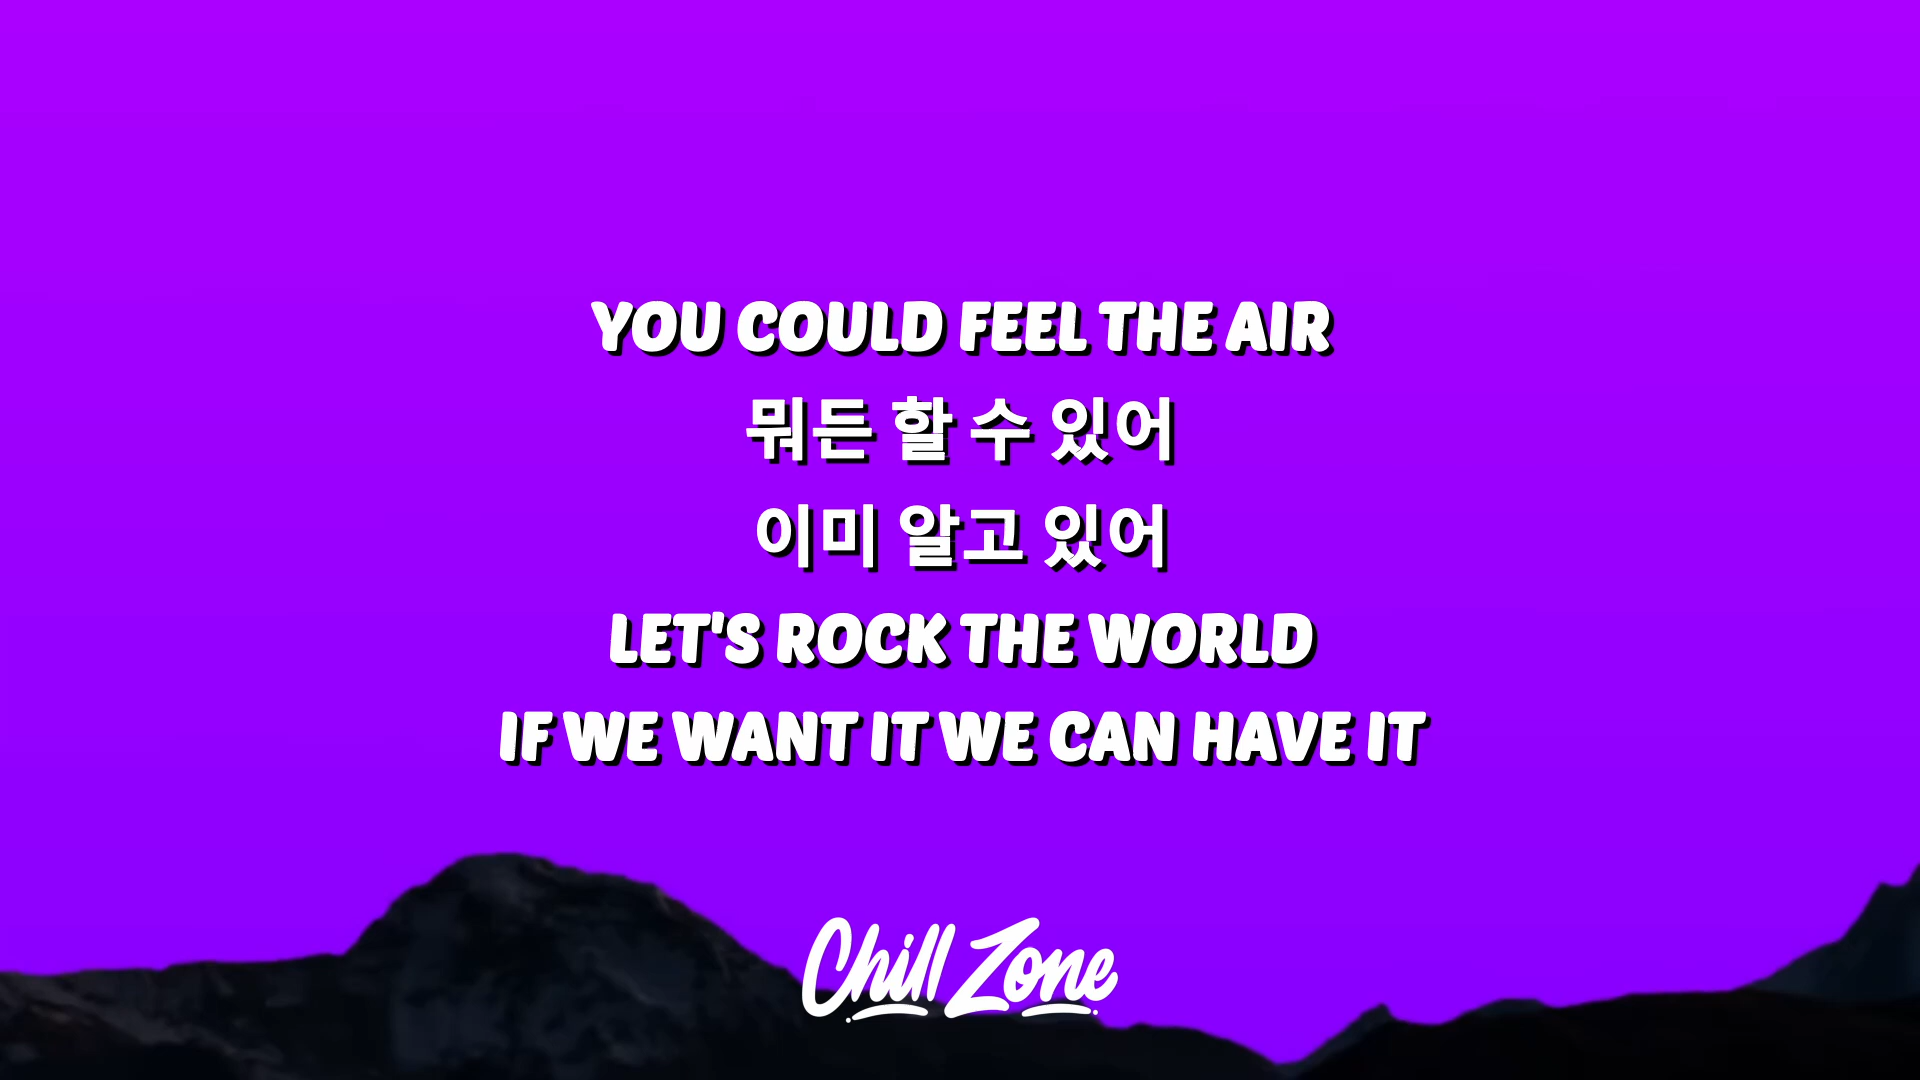 YOU COULD FEEL THE AIR
뭐든 할 수 있어
이미 알고 있어
LET'S ROCK THE WORLD
IF WE WANT IT WE CAN HAVE IT
Chill Zone